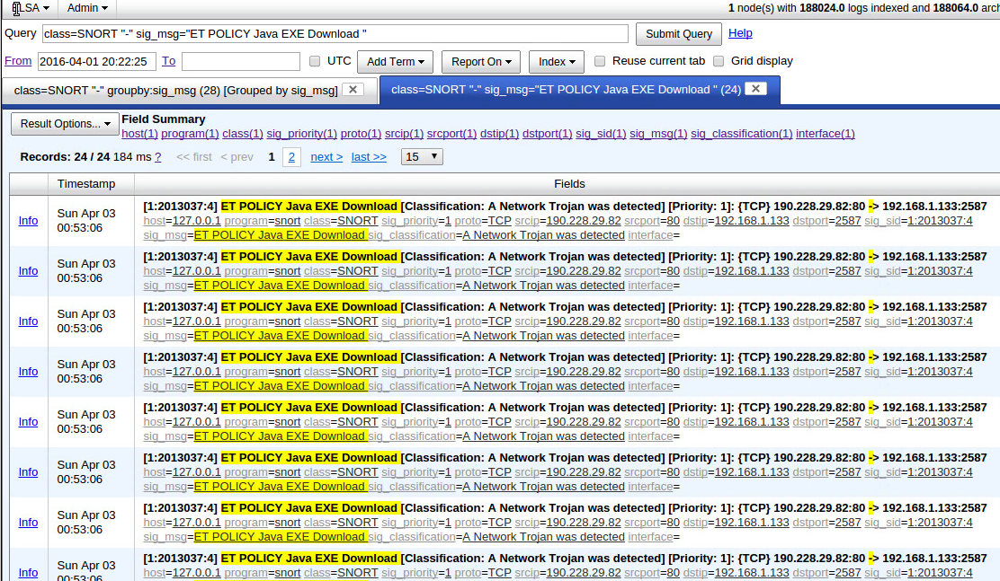 ELSA Admin 1 node(s) with 188024.0 logs indexed and 188064.0 arch
Query class=SNORT "-" sig_msg="ET POLICY Java EXE Download " Submit Query Help
From 2016-04-01 20:22:25 To UTC Add Term Report On Index Reuse current tab Grid display
class=SNORT "-" groupby:sig_msg (28) [Grouped by sig_msg] class=SNORT "-" sig_msg="ET POLICY Java EXE Download " (24)
Result Options... Field Summary
host(1) program(1) class(1) sig_priority(1) proto(1) srcip(1) srcport(1) dstip(1) dstport(1) sig_sid(1) sig_msg(1) sig_classification(1) interface(1)
Records: 24 / 24 184 ms ? << first < prev 1 2 next > last >> 15
Timestamp Fields
Info Sun Apr 03 00:53:06 [1:2013037:4] ET POLICY Java EXE Download [Classification: A Network Trojan was detected] [Priority: 1]: {TCP} 190.228.29.82:80 -> 192.168.1.133:2587
host=127.0.0.1 program=snort class=SNORT sig_priority=1 proto=TCP srcip=190.228.29.82 srcport=80 dstip=192.168.1.133 dstport=2587 sig_sid=1:2013037:4
sig_msg=ET POLICY Java EXE Download sig_classification=A Network Trojan was detected interface=
Info Sun Apr 03 00:53:06 [1:2013037:4] ET POLICY Java EXE Download [Classification: A Network Trojan was detected] [Priority: 1]: {TCP} 190.228.29.82:80 -> 192.168.1.133:2587
host=127.0.0.1 program=snort class=SNORT sig_priority=1 proto=TCP srcip=190.228.29.82 srcport=80 dstip=192.168.1.133 dstport=2587 sig_sid=1:2013037:4
sig_msg=ET POLICY Java EXE Download sig_classification=A Network Trojan was detected interface=
Info Sun Apr 03 00:53:06 [1:2013037:4] ET POLICY Java EXE Download [Classification: A Network Trojan was detected] [Priority: 1]: {TCP} 190.228.29.82:80 -> 192.168.1.133:2587
host=127.0.0.1 program=snort class=SNORT sig_priority=1 proto=TCP srcip=190.228.29.82 srcport=80 dstip=192.168.1.133 dstport=2587 sig_sid=1:2013037:4
sig_msg=ET POLICY Java EXE Download sig_classification=A Network Trojan was detected interface=
Info Sun Apr 03 00:53:06 [1:2013037:4] ET POLICY Java EXE Download [Classification: A Network Trojan was detected] [Priority: 1]: {TCP} 190.228.29.82:80 -> 192.168.1.133:2587
host=127.0.0.1 program=snort class=SNORT sig_priority=1 proto=TCP srcip=190.228.29.82 srcport=80 dstip=192.168.1.133 dstport=2587 sig_sid=1:2013037:4
sig_msg=ET POLICY Java EXE Download sig_classification=A Network Trojan was detected interface=
Info Sun Apr 03 00:53:06 [1:2013037:4] ET POLICY Java EXE Download [Classification: A Network Trojan was detected] [Priority: 1]: {TCP} 190.228.29.82:80 -> 192.168.1.133:2587
host=127.0.0.1 program=snort class=SNORT sig_priority=1 proto=TCP srcip=190.228.29.82 srcport=80 dstip=192.168.1.133 dstport=2587 sig_sid=1:2013037:4
sig_msg=ET POLICY Java EXE Download sig_classification=A Network Trojan was detected interface=
Info Sun Apr 03 00:53:06 [1:2013037:4] ET POLICY Java EXE Download [Classification: A Network Trojan was detected] [Priority: 1]: {TCP} 190.228.29.82:80 -> 192.168.1.133:2587
host=127.0.0.1 program=snort class=SNORT sig_priority=1 proto=TCP srcip=190.228.29.82 srcport=80 dstip=192.168.1.133 dstport=2587 sig_sid=1:2013037:4
sig_msg=ET POLICY Java EXE Download sig_classification=A Network Trojan was detected interface=
Info Sun Apr 03 00:53:06 [1:2013037:4] ET POLICY Java EXE Download [Classification: A Network Trojan was detected] [Priority: 1]: {TCP} 190.228.29.82:80 -> 192.168.1.133:2587
host=127.0.0.1 program=snort class=SNORT sig_priority=1 proto=TCP srcip=190.228.29.82 srcport=80 dstip=192.168.1.133 dstport=2587 sig_sid=1:2013037:4
sig_msg=ET POLICY Java EXE Download sig_classification=A Network Trojan was detected interface=
Info Sun Apr 03 00:53:06 [1:2013037:4] ET POLICY Java EXE Download [Classification: A Network Trojan was detected] [Priority: 1]: {TCP} 190.228.29.82:80 -> 192.168.1.133:2587
host=127.0.0.1 program=snort class=SNORT sig_priority=1 proto=TCP srcip=190.228.29.82 srcport=80 dstip=192.168.1.133 dstport=2587 sig_sid=1:2013037:4